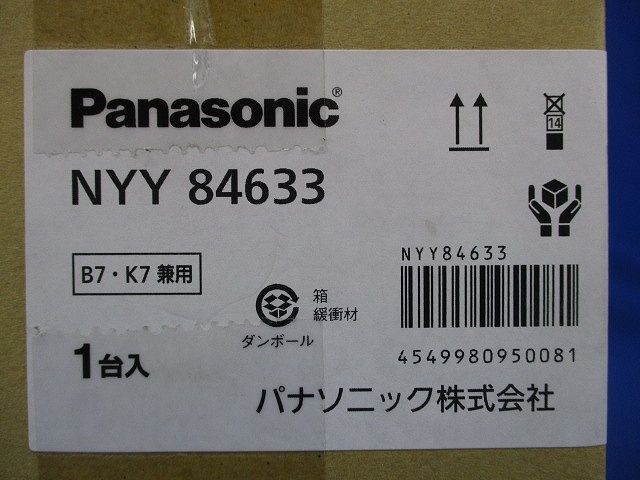 Panasonic®
NYY 84633
14
B7・K7 兼用
NYY84633
箱
緩衝材
ダンボール
4549980950081
1台入
パナソニック株式会社